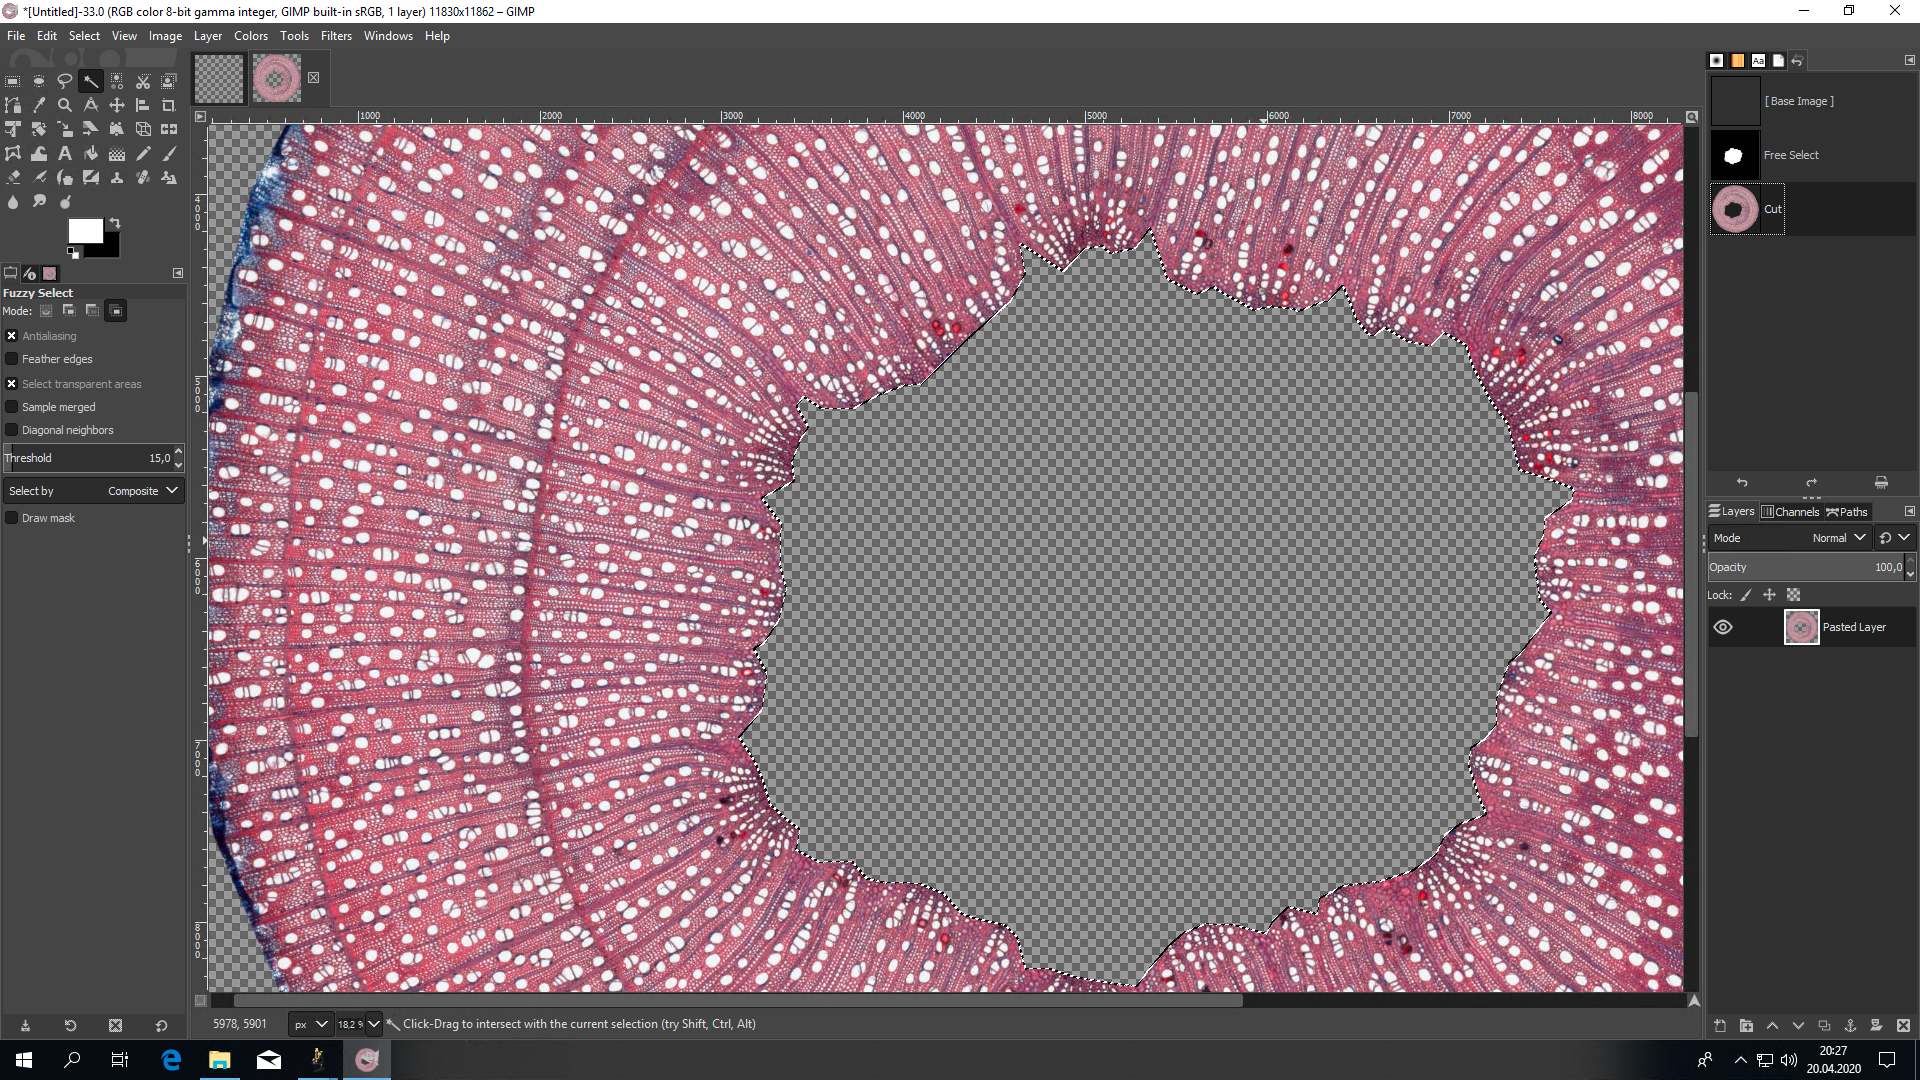 *[Untitled]-33.0 (RGB color 8-bit gamma integer, GIMP built-in sRGB, 1 layer) 11830x11862 – GIMP
File Edit Select View Image Layer Colors Tools Filters Windows Help
1000 2000 3000 4000 5000 6000 7000 8000
4000
5000
6000
7000
8000
Fuzzy Select
Mode:
Antialiasing
Feather edges
Select transparent areas
Sample merged
Diagonal neighbors
Threshold 15,0
Select by Composite
Draw mask
5978, 5901 px 18,2 % Click-Drag to intersect with the current selection (try Shift, Ctrl, Alt)
Aa
[ Base Image ]
Free Select
Cut
Layers Channels Paths
Mode Normal
Opacity 100,0
Lock:
Pasted Layer
20:27
20.04.2020